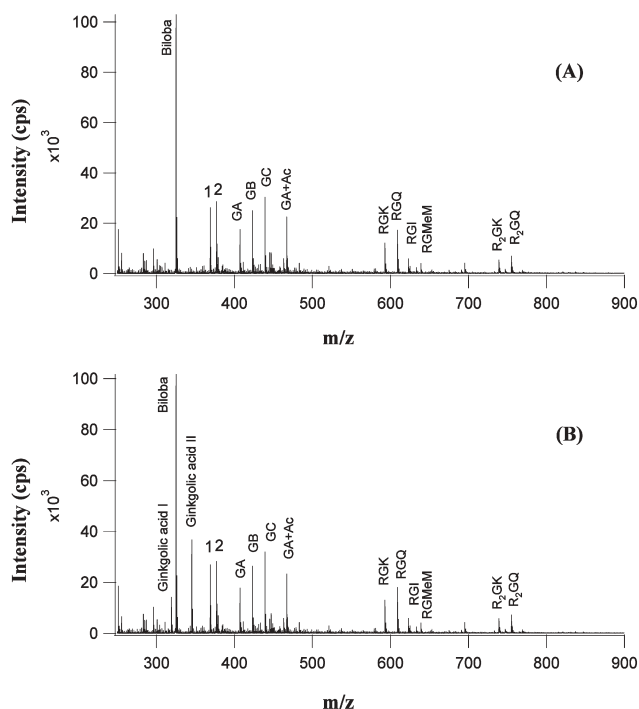 100
80
60
40
20
0
Intensity (cps)
x10³
Biloba
1 2
GA
GB
GC
GA+Ac
RGK
RGQ
RGI
RGMeM
R₂GK
R₂GQ
(A)
300 400 500 600 700 800 900
m/z
100
80
60
40
20
0
Intensity (cps)
x10³
Ginkgolic acid I
Biloba
Ginkgolic acid II
1 2
GA
GB
GC
GA+Ac
RGK
RGQ
RGI
RGMeM
R₂GK
R₂GQ
(B)
300 400 500 600 700 800 900
m/z